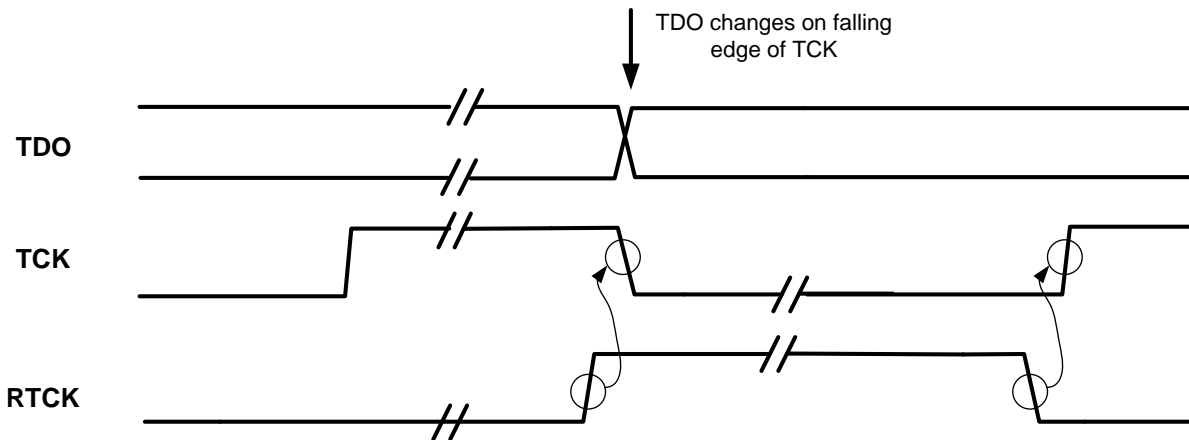 TDO changes on falling
edge of TCK
TDO
TCK
RTCK